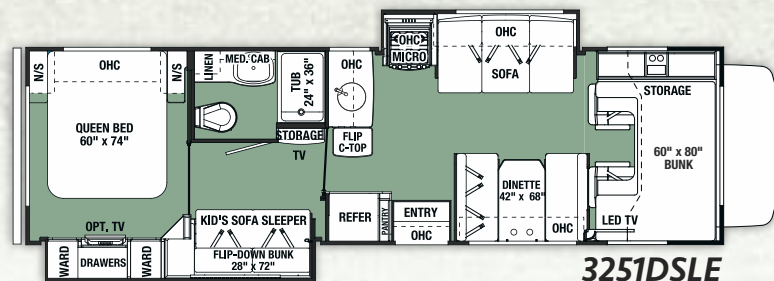 N/S
OHC
N/S
QUEEN BED
60" x 74"
OPT, TV
WARD
DRAWERS
WARD
LINEN
MED. CAB
TUB
24" x 36"
STORAGE
TV
KID'S SOFA SLEEPER
FLIP-DOWN BUNK
28" x 72"
OHC
FLIP
C-TOP
REFER
PANTRY
ENTRY
OHC
OHC
MICRO
OHC
SOFA
DINETTE
42" x 68"
OHC
STORAGE
60" x 80"
BUNK
LED TV
3251DSLE